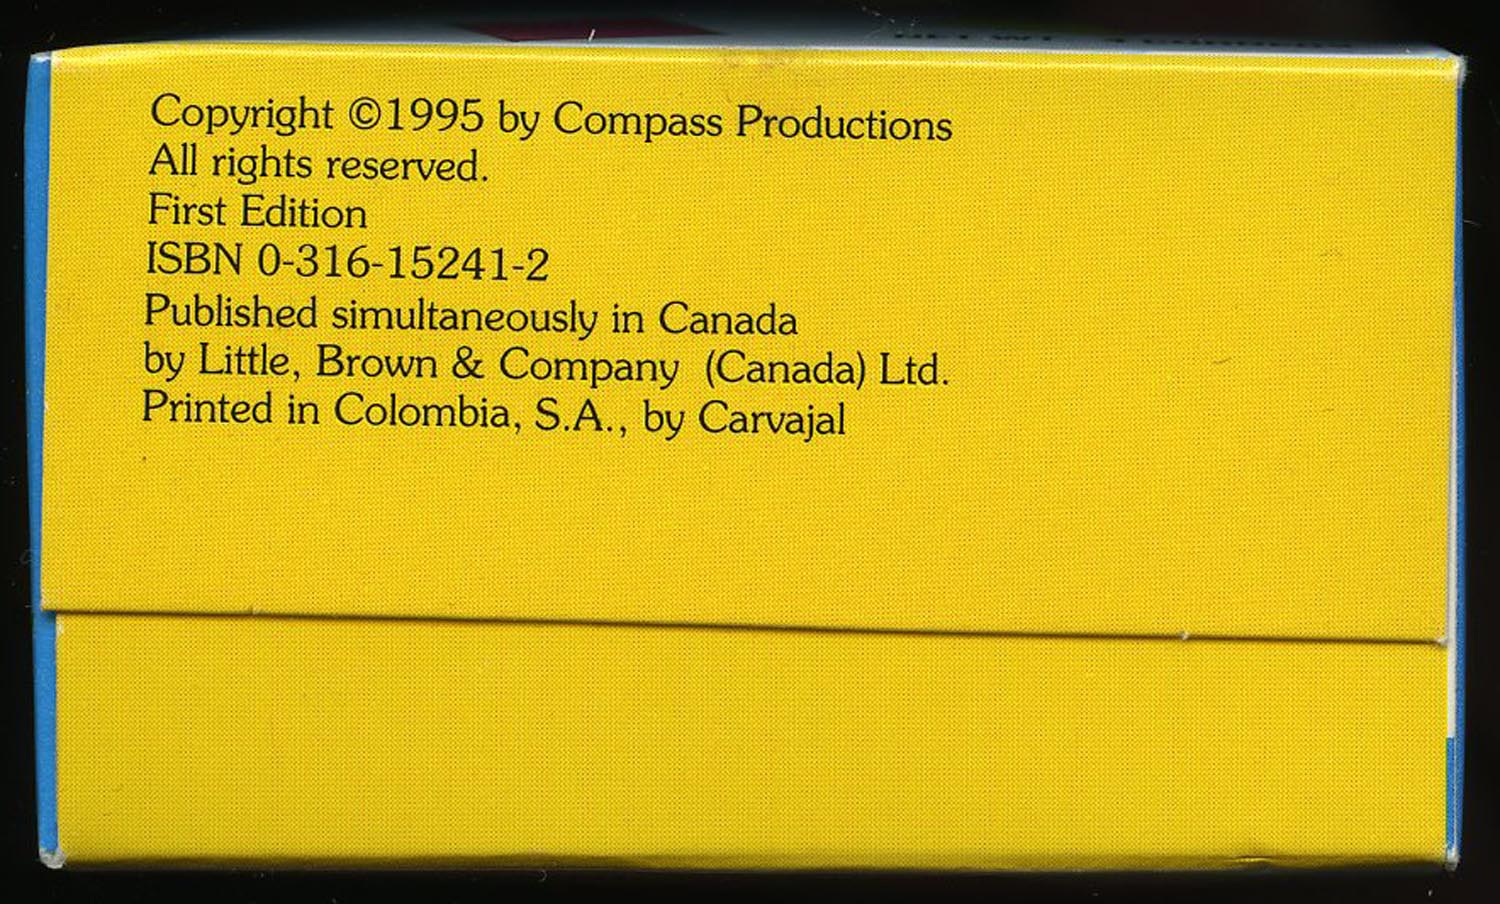 Copyright ©1995 by Compass Productions
All rights reserved.
First Edition
ISBN 0-316-15241-2
Published simultaneously in Canada
by Little, Brown & Company (Canada) Ltd.
Printed in Colombia, S.A., by Carvajal